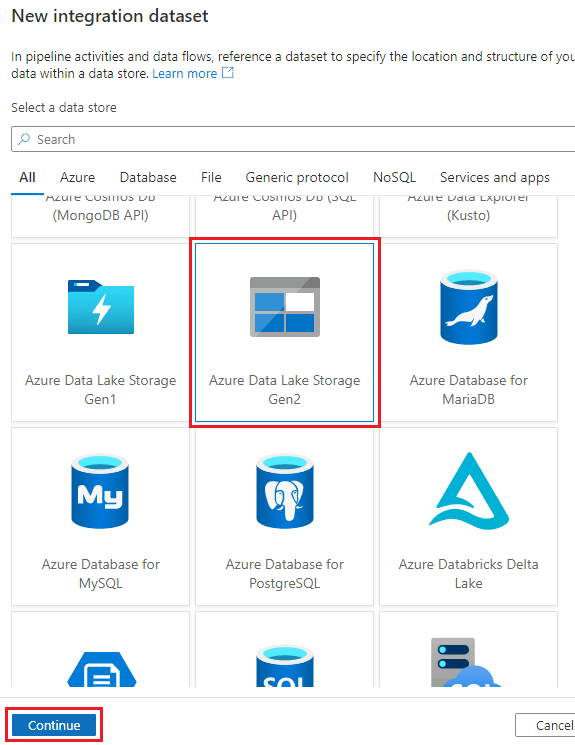 New integration dataset
In pipeline activities and data flows, reference a dataset to specify the location and structure of you
data within a data store. Learn more
Select a data store
Search
All Azure Database File Generic protocol NoSQL Services and apps
Azure Cosmos DB
(MongoDB API)
Azure Cosmos DB (SQL
API)
Azure Data Explorer
(Kusto)
Azure Data Lake Storage
Gen1
Azure Data Lake Storage
Gen2
Azure Database for
MariaDB
My
Azure Database for
MySQL
Azure Database for
PostgreSQL
Azure Databricks Delta
Lake
SQL
SQL
Continue
Cancel